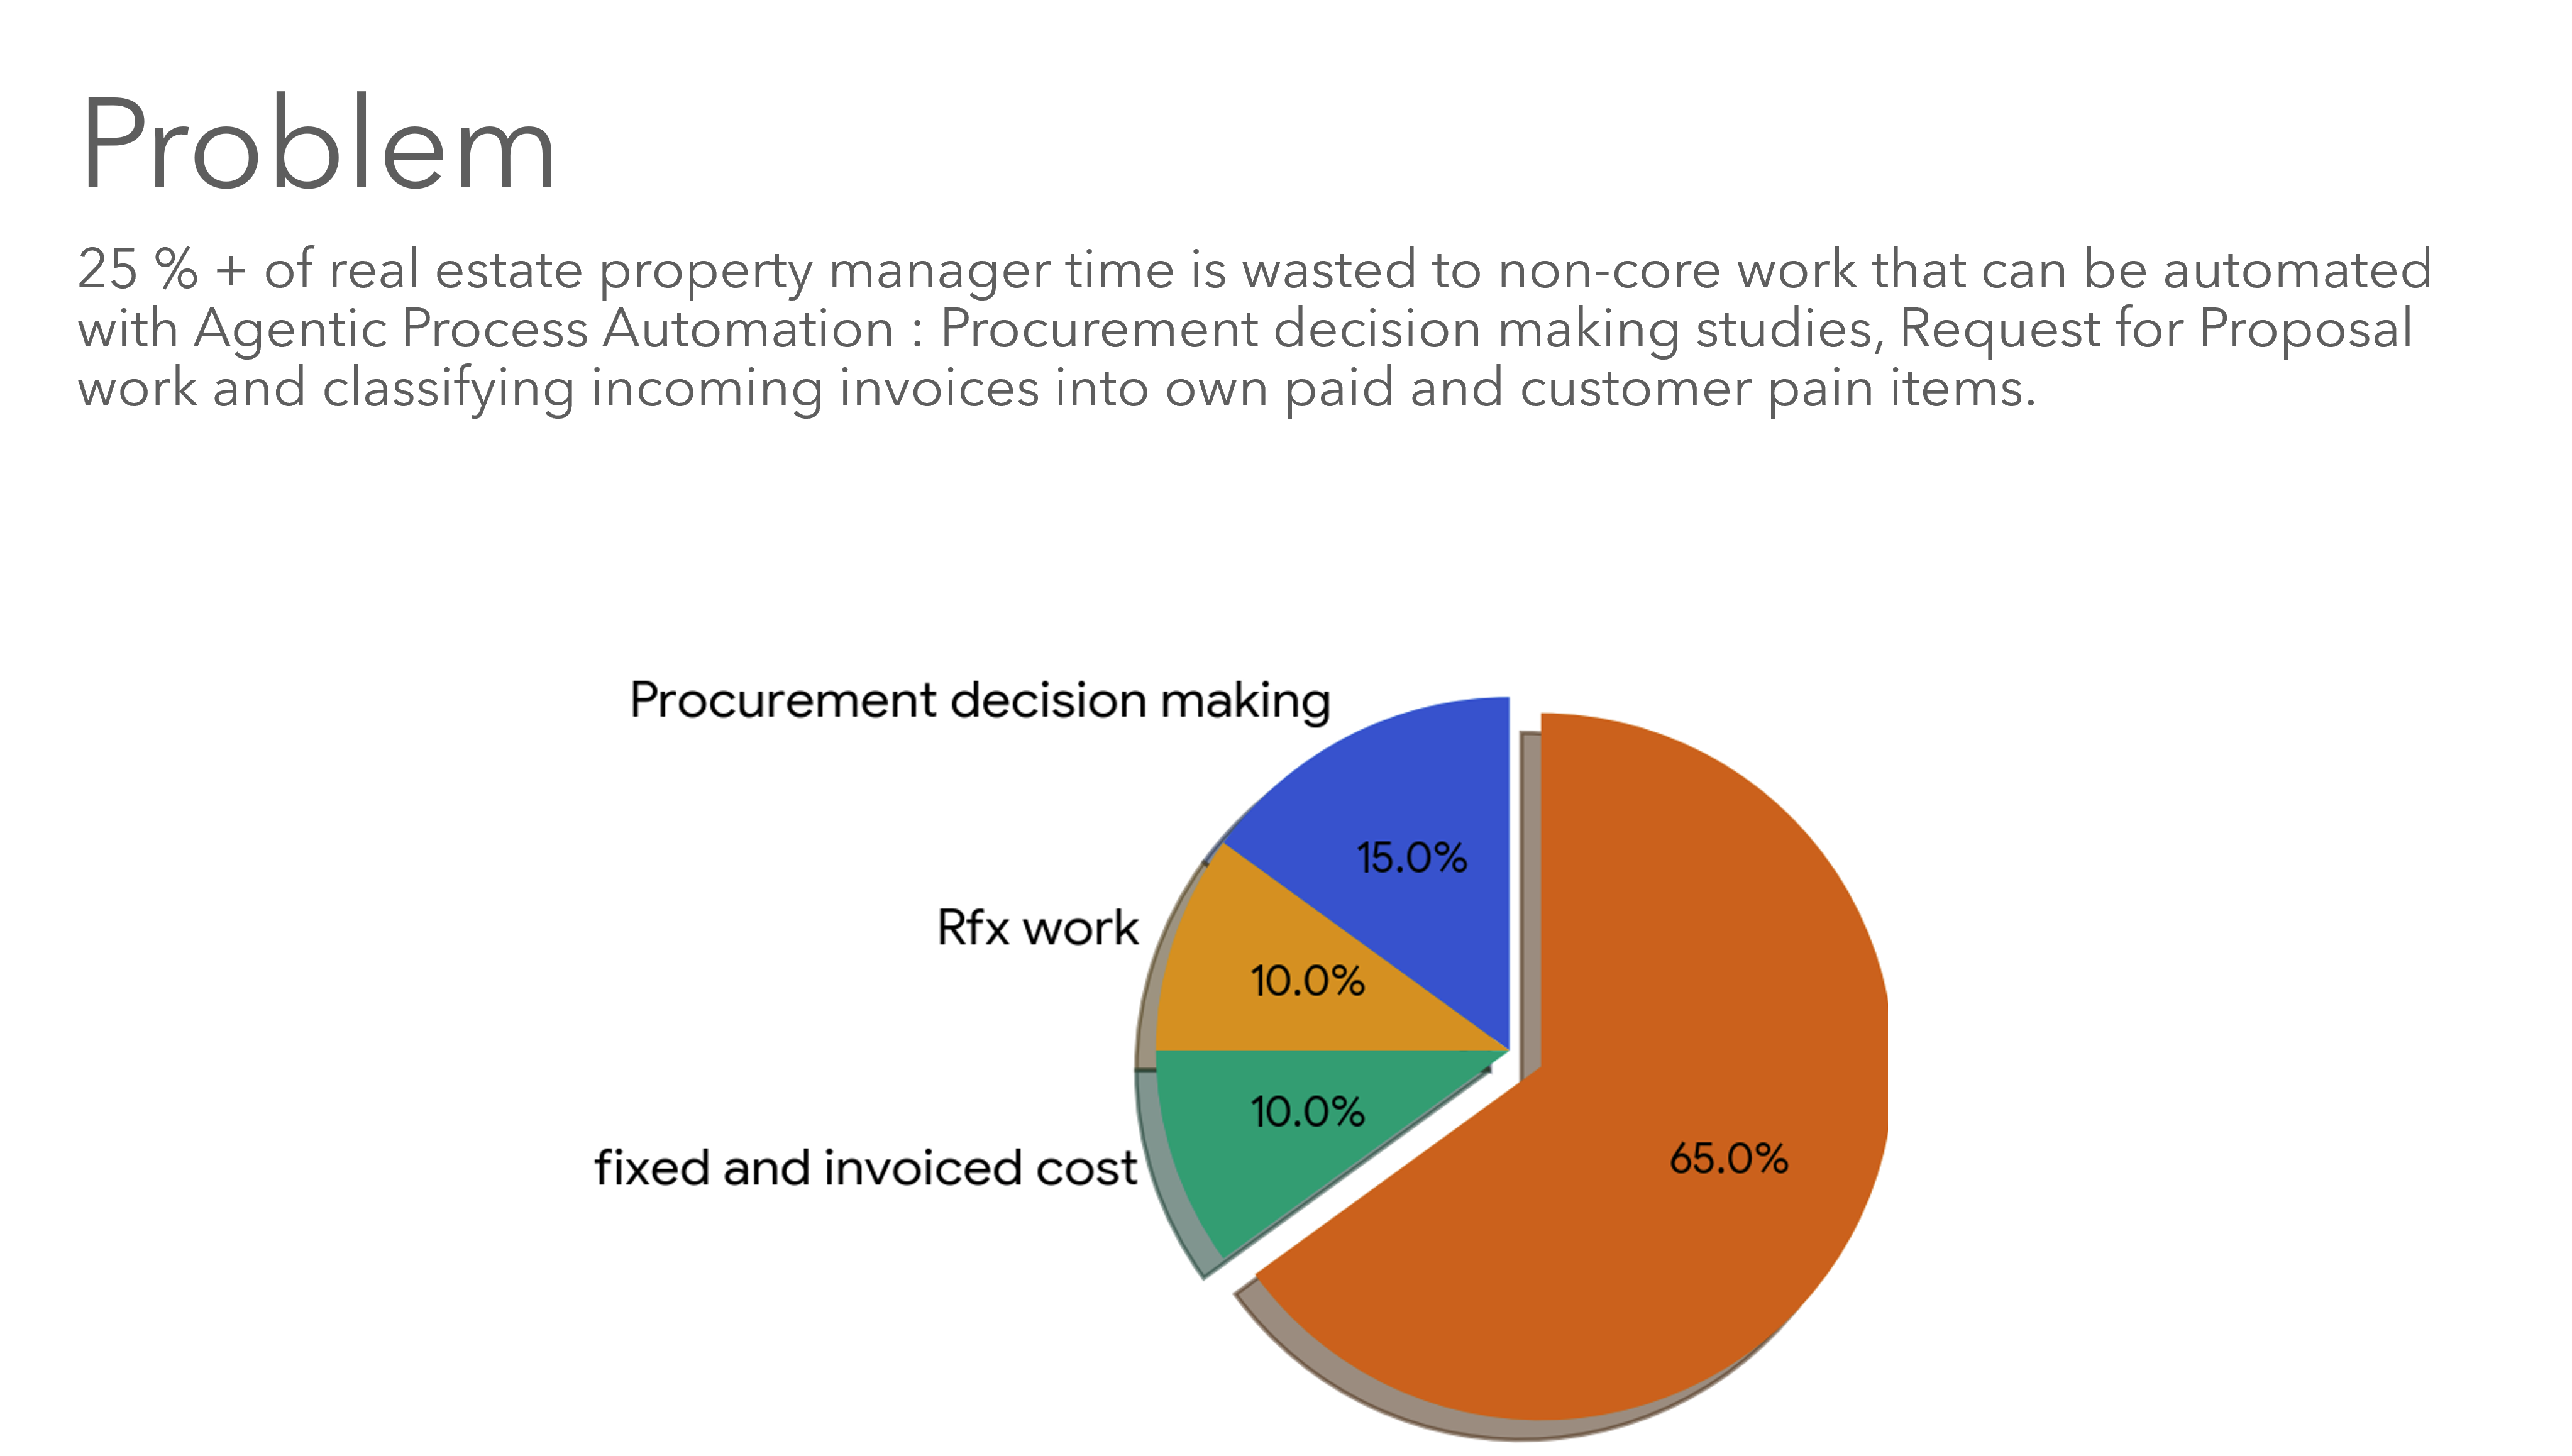 Problem
25 % + of real estate property manager time is wasted to non-core work that can be automated
with Agentic Process Automation : Procurement decision making studies, Request for Proposal
work and classifying incoming invoices into own paid and customer pain items.
Procurement decision making
15.0%
Rfx work
10.0%
10.0%
fixed and invoiced cost
65.0%